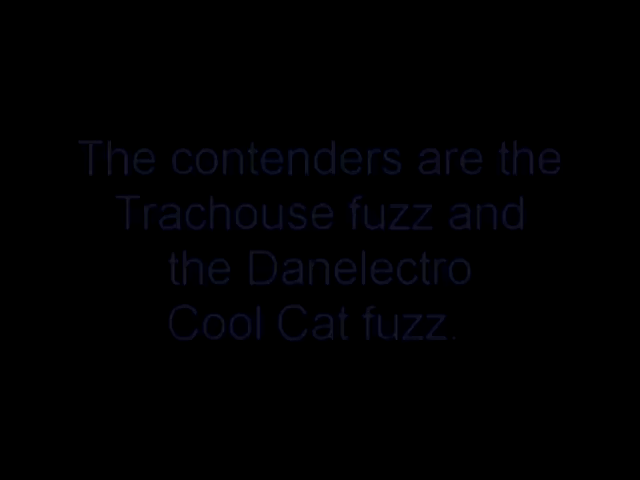 The contenders are the
Trachouse fuzz and
the Danelectro
Cool Cat fuzz.